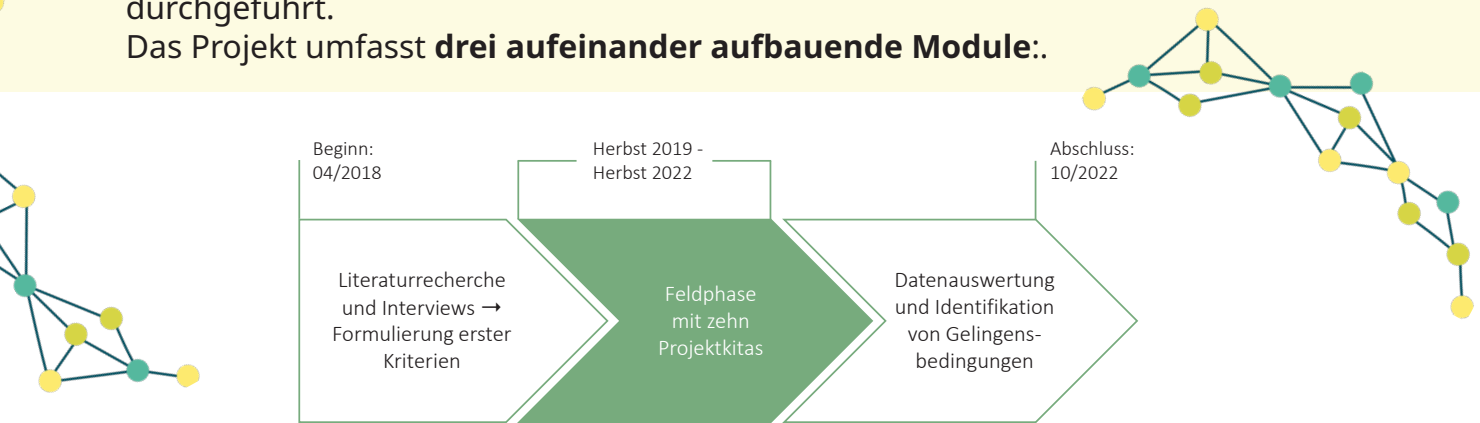 durchgeführt.
Das Projekt umfasst drei aufeinander aufbauende Module:.
Beginn:
04/2018
Herbst 2019 -
Herbst 2022
Abschluss:
10/2022
Literaturrecherche
und Interviews ➞
Formulierung erster
Kriterien
Feldphase
mit zehn
Projektkitas
Datenauswertung
und Identifikation
von Gelingens-
bedingungen